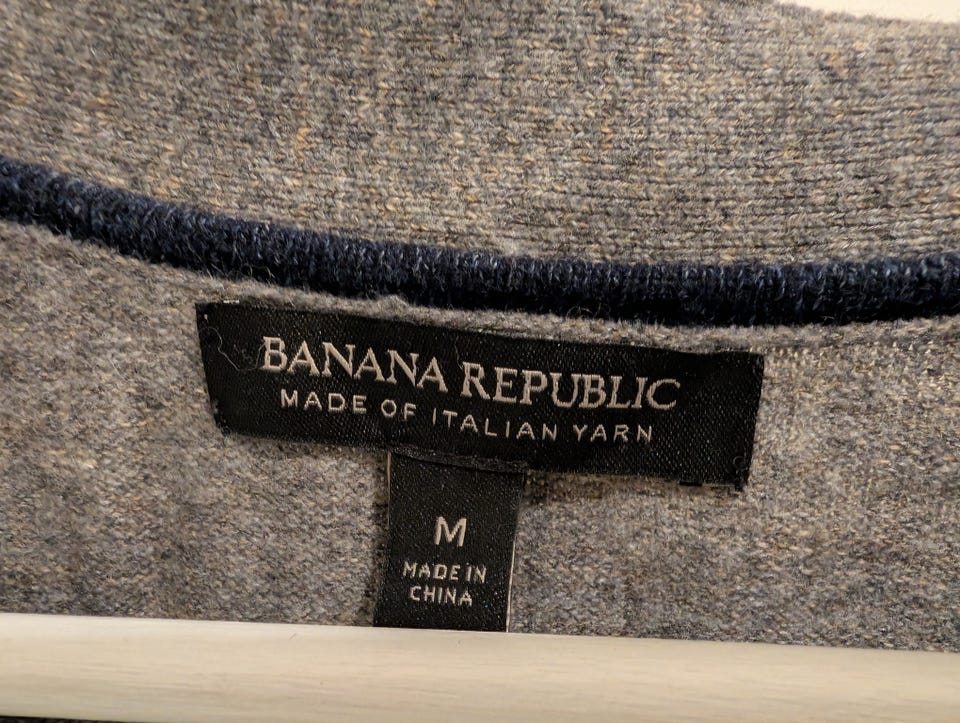 BANANA REPUBLIC
MADE OF ITALIAN YARN
M
MADE IN
CHINA